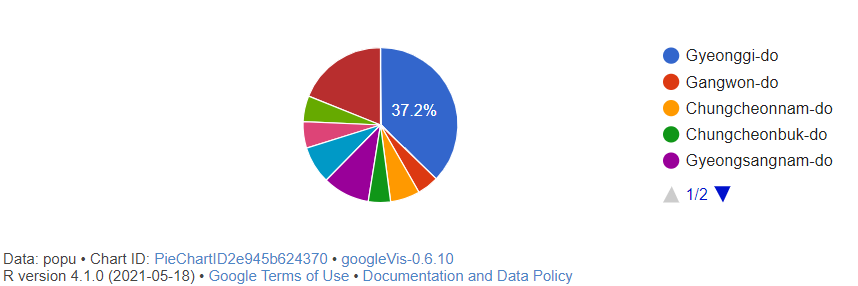 37.2%
Gyeonggi-do
Gangwon-do
Chungcheonnam-do
Chungcheonbuk-do
Gyeongsangnam-do
1/2
Data: popu • Chart ID: PieChartID2e945b624370 • googleVis-0.6.10
R version 4.1.0 (2021-05-18) • Google Terms of Use • Documentation and Data Policy